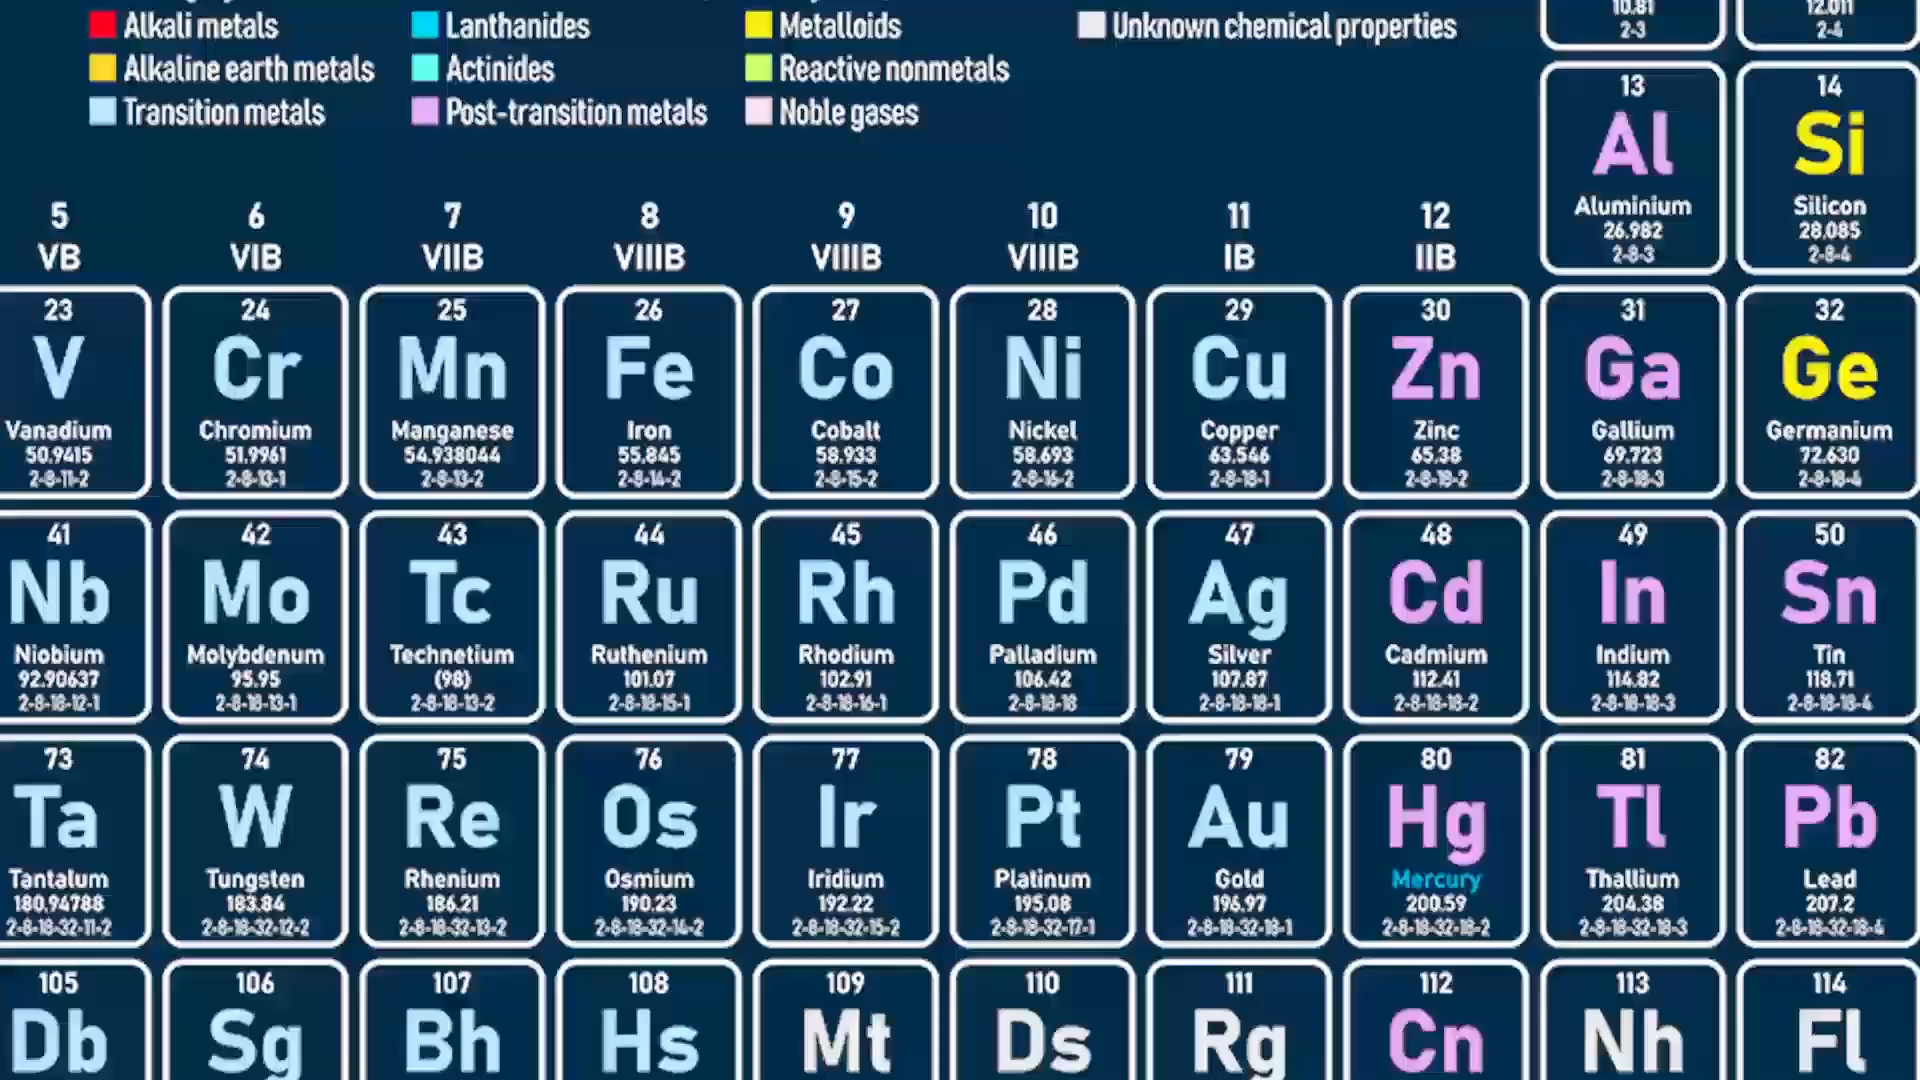 Alkali metals Lanthanides Metalloids Unknown chemical properties
Alkaline earth metals Actinides Reactive nonmetals
Transition metals Post-transition metals Noble gases
10.81 12.011
2-3 2-4
13 14
Al Si
Aluminium Silicon
26.982 28.085
2-8-3 2-8-4
5 6 7 8 9 10 11 12
VB VIB VIIB VIIIB VIIIB VIIIB IB IIB
23 24 25 26 27 28 29 30 31 32
V Cr Mn Fe Co Ni Cu Zn Ga Ge
Vanadium Chromium Manganese Iron Cobalt Nickel Copper Zinc Gallium Germanium
50.9415 51.9961 54.938044 55.845 58.933 58.693 63.546 65.38 69.723 72.630
2-8-11-2 2-8-13-1 2-8-13-2 2-8-14-2 2-8-15-2 2-8-16-2 2-8-18-1 2-8-18-2 2-8-18-3 2-8-18-4
41 42 43 44 45 46 47 48 49 50
Nb Mo Tc Ru Rh Pd Ag Cd In Sn
Niobium Molybdenum Technetium Ruthenium Rhodium Palladium Silver Cadmium Indium Tin
92.90637 95.95 (98) 101.07 102.91 106.42 107.87 112.41 114.82 118.71
2-8-18-12-1 2-8-18-13-1 2-8-18-13-2 2-8-18-15-1 2-8-18-16-1 2-8-18-18 2-8-18-18-1 2-8-18-18-2 2-8-18-18-3 2-8-18-18-4
73 74 75 76 77 78 79 80 81 82
Ta W Re Os Ir Pt Au Hg Tl Pb
Tantalum Tungsten Rhenium Osmium Iridium Platinum Gold Mercury Thallium Lead
180.94788 183.84 186.21 190.23 192.22 195.08 196.97 200.59 204.38 207.2
2-8-18-32-11-2 2-8-18-32-12-2 2-8-18-32-13-2 2-8-18-32-14-2 2-8-18-32-15-2 2-8-18-32-17-1 2-8-18-32-18-1 2-8-18-32-18-2 2-8-18-32-18-3 2-8-18-32-18-4
105 106 107 108 109 110 111 112 113 114
Db Sg Bh Hs Mt Ds Rg Cn Nh Fl